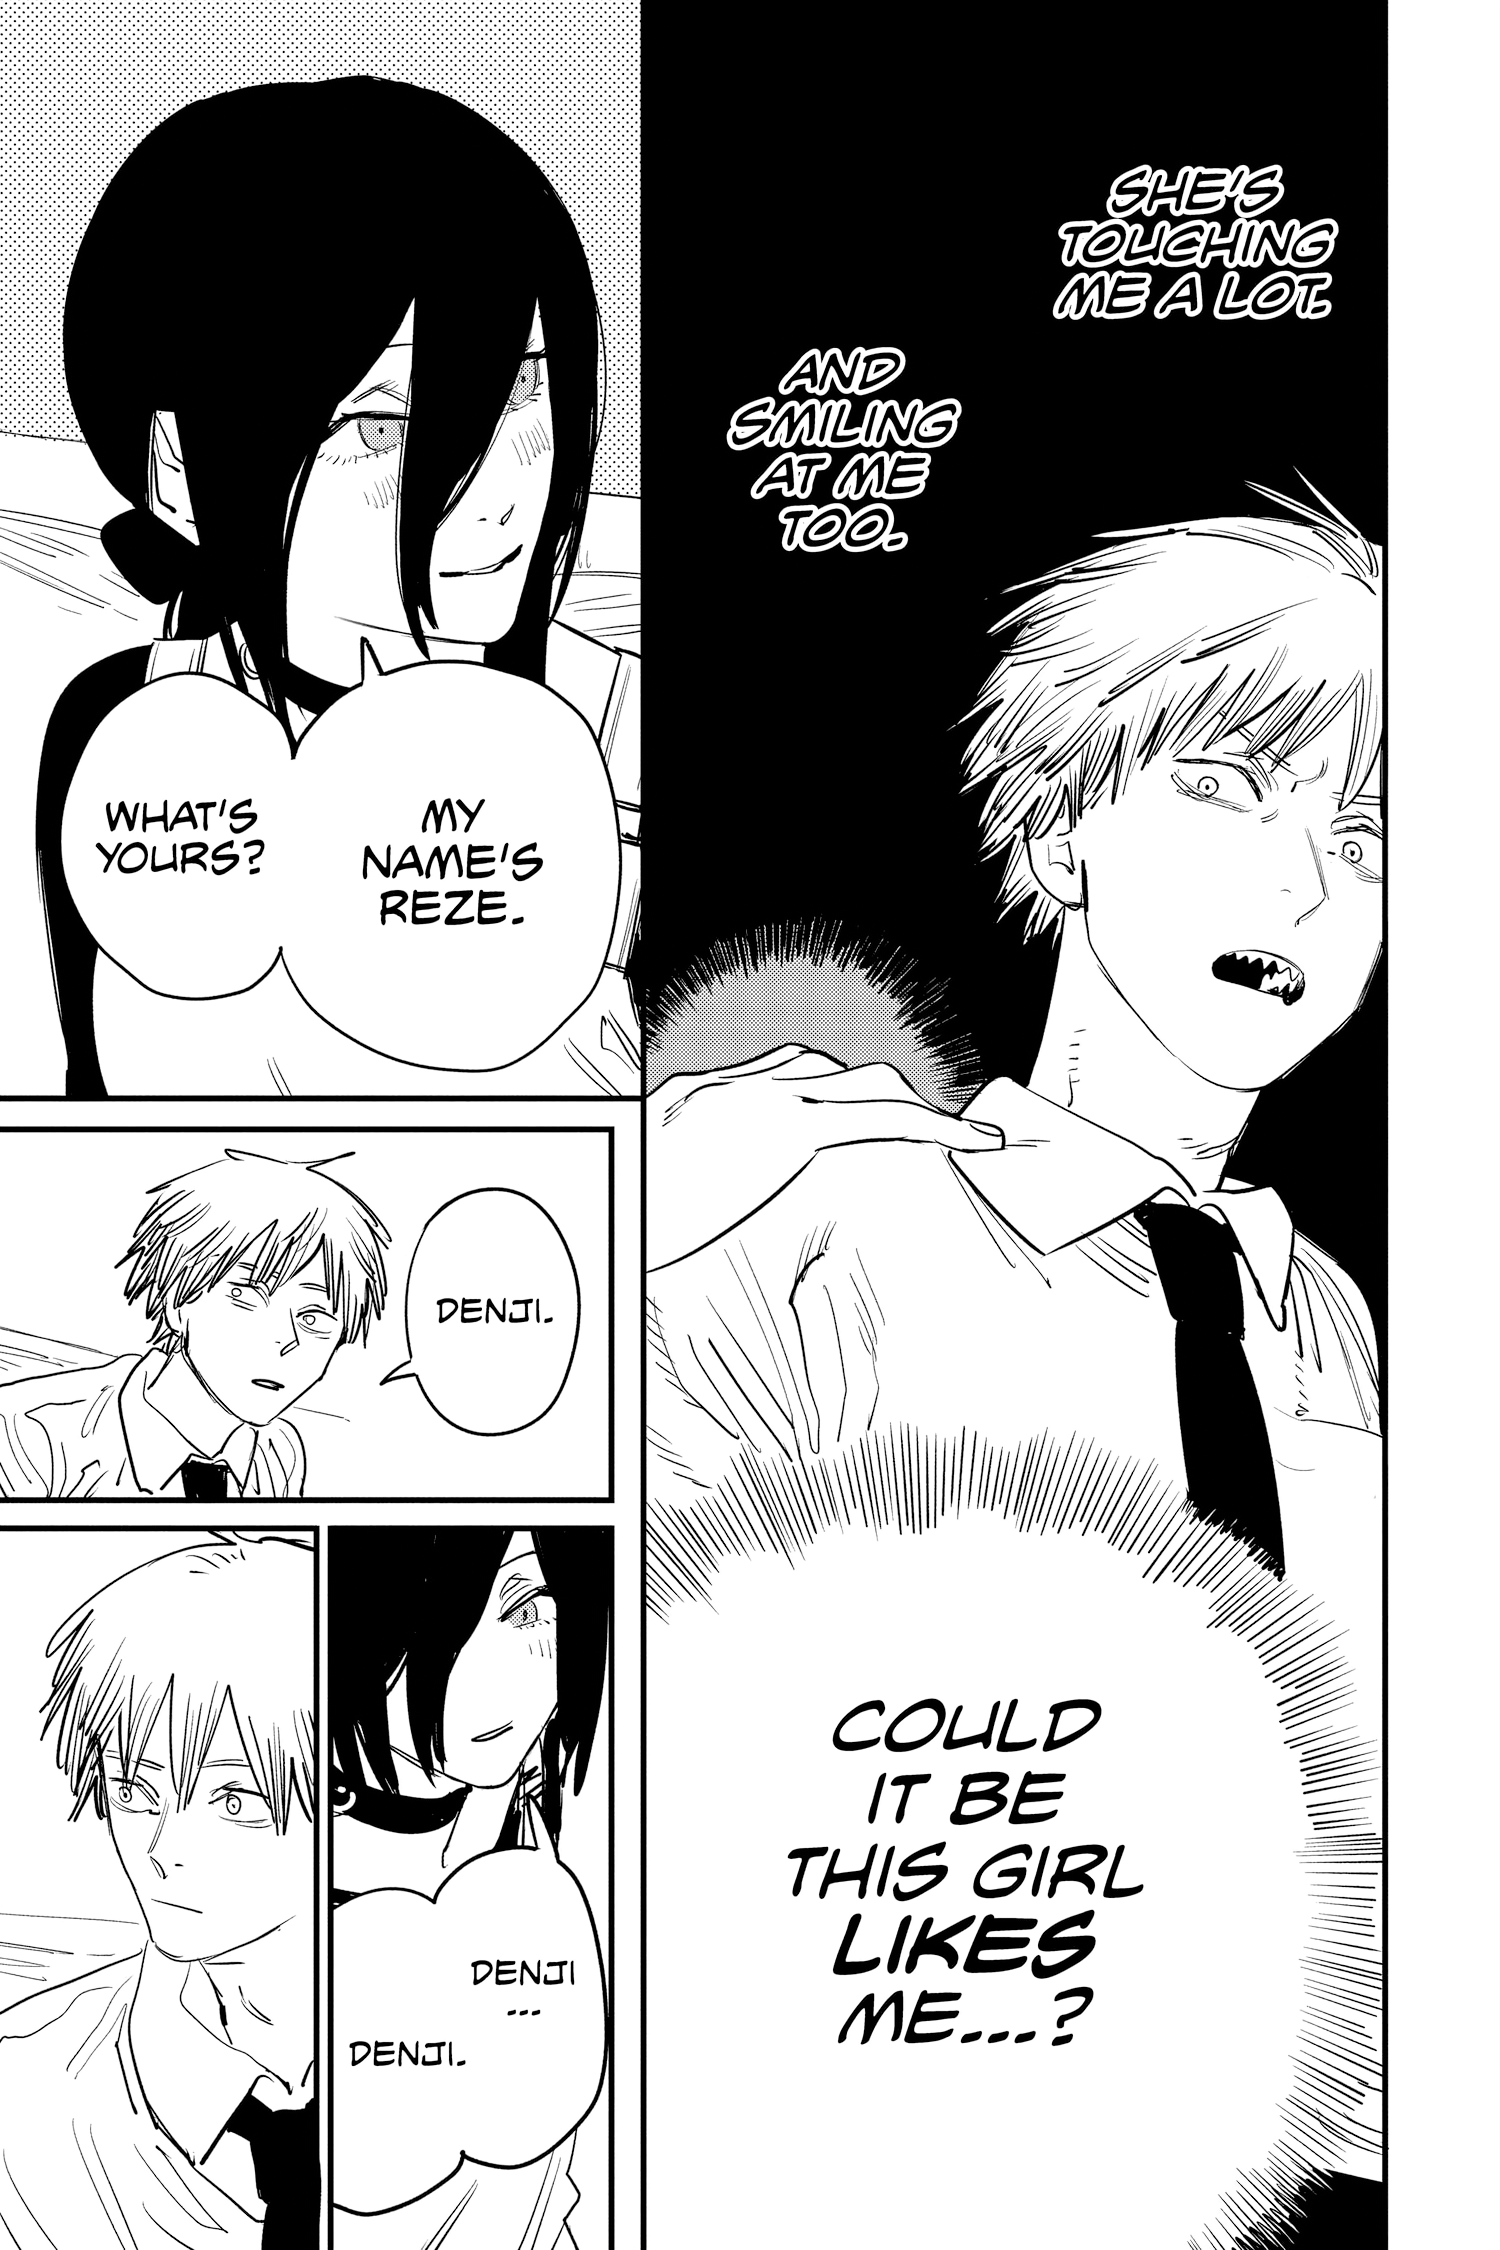 SHE'S
TOUCHING
ME A LOT.
AND
SMILING
AT ME
TOO.
COULD
IT BE
THIS GIRL
LIKES
ME...?
MY
NAME'S
REZE.
WHAT'S
YOURS?
DENJI.
DENJI
...
DENJI.